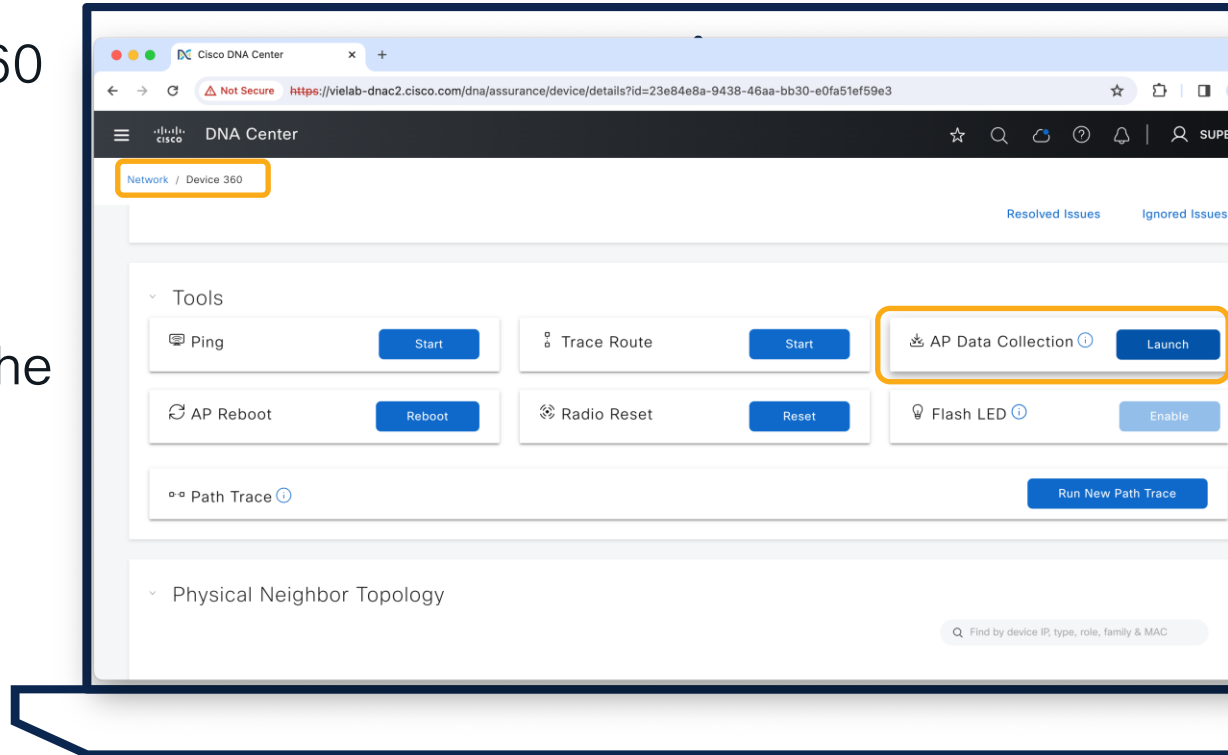 60
he
Cisco DNA Center
Not Secure https://vielab-dnac2.cisco.com/dna/assurance/device/details?id=23e84e8a-9438-46aa-bb30-e0fa51ef59e3
cisco DNA Center SUPE
Network / Device 360
Resolved Issues Ignored Issues
Tools
Ping Start Trace Route Start AP Data Collection Launch
AP Reboot Reboot Radio Reset Reset Flash LED Enable
Path Trace Run New Path Trace
Physical Neighbor Topology
Find by device IP, type, role, family & MAC